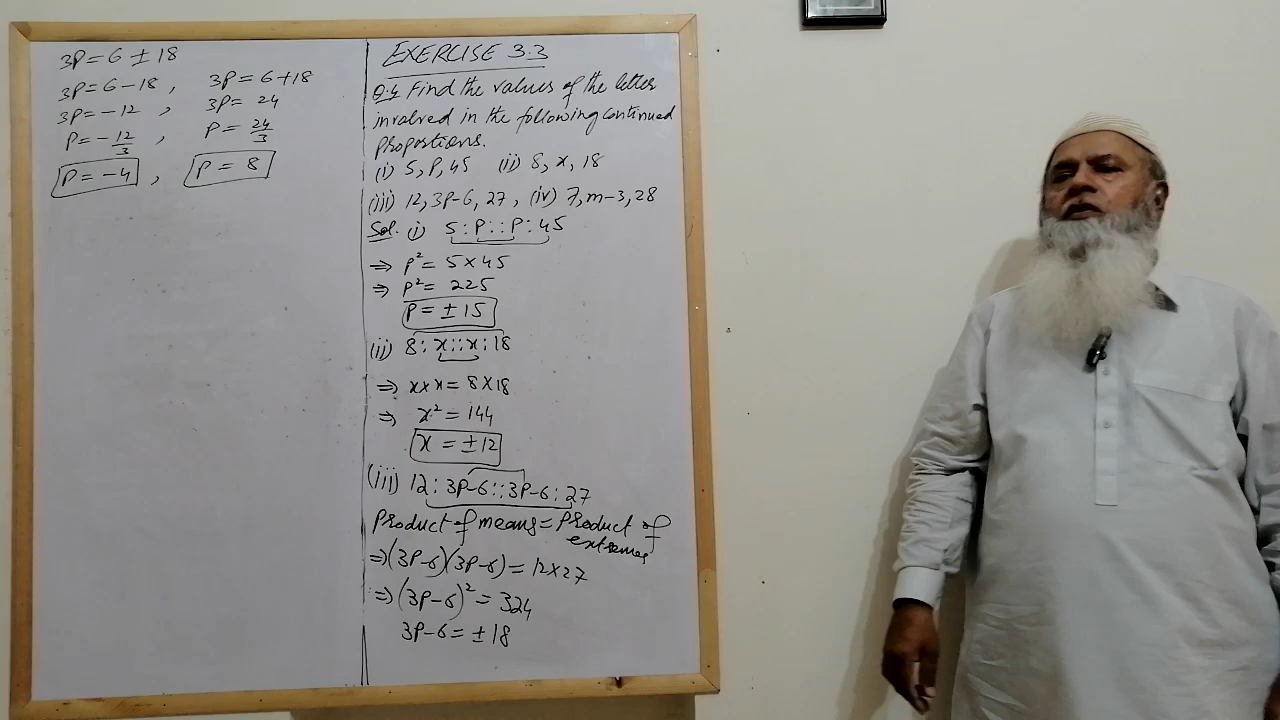 EXERCISE 3.3
Q.4 Find the values of the letter
involved in the following continued
proportions.
(i) 5, P, 45 (ii) 8, x, 18
(iii) 12, 3P-6, 27, (iv) 7, m-3, 28
Sol. (i) 5 : P :: P : 45
⇒ P² = 5×45
⇒ P² = 225
P = ±15
(ii) 8 : x :: x : 18
⇒ x×x = 8×18
⇒ x² = 144
x = ±12
(iii) 12 : 3P-6 :: 3P-6 : 27
Product of means = Product of
extremes
⇒ (3P-6)(3P-6) = 12×27
⇒ (3P-6)² = 324
3P-6 = ±18
3P = 6 ± 18
3P = 6-18 , 3P = 6+18
3P = -12 , 3P = 24
P = -12/3 , P = 24/3
P = -4 , P = 8